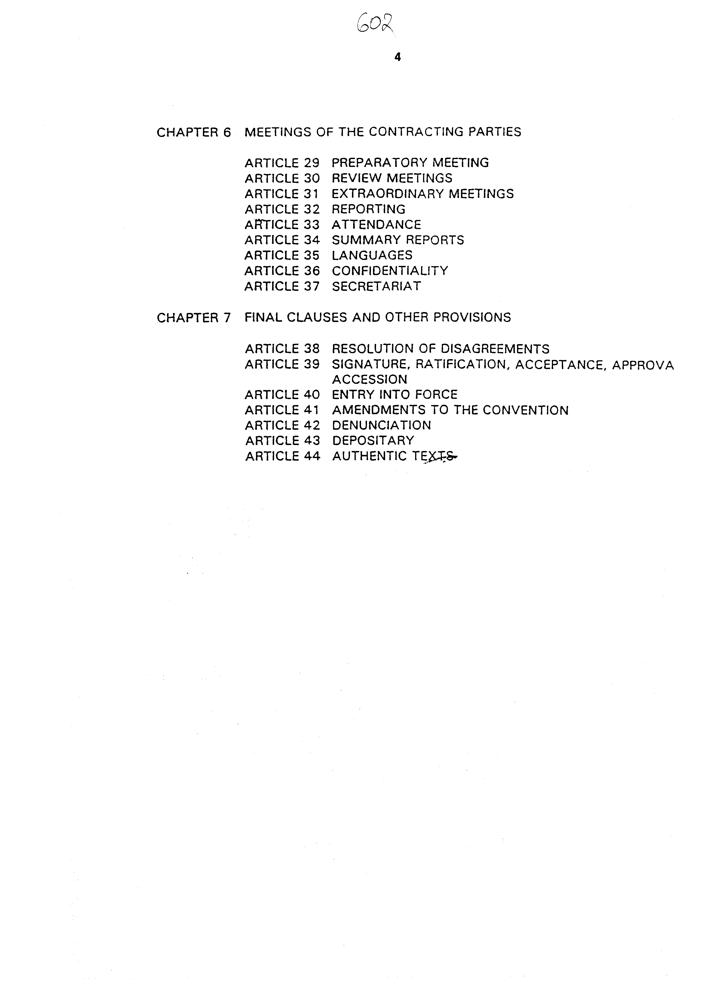 602
4
CHAPTER 6 MEETINGS OF THE CONTRACTING PARTIES
ARTICLE 29 PREPARATORY MEETING
ARTICLE 30 REVIEW MEETINGS
ARTICLE 31 EXTRAORDINARY MEETINGS
ARTICLE 32 REPORTING
ARTICLE 33 ATTENDANCE
ARTICLE 34 SUMMARY REPORTS
ARTICLE 35 LANGUAGES
ARTICLE 36 CONFIDENTIALITY
ARTICLE 37 SECRETARIAT
CHAPTER 7 FINAL CLAUSES AND OTHER PROVISIONS
ARTICLE 38 RESOLUTION OF DISAGREEMENTS
ARTICLE 39 SIGNATURE, RATIFICATION, ACCEPTANCE, APPROVA
ACCESSION
ARTICLE 40 ENTRY INTO FORCE
ARTICLE 41 AMENDMENTS TO THE CONVENTION
ARTICLE 42 DENUNCIATION
ARTICLE 43 DEPOSITARY
ARTICLE 44 AUTHENTIC TEXTS